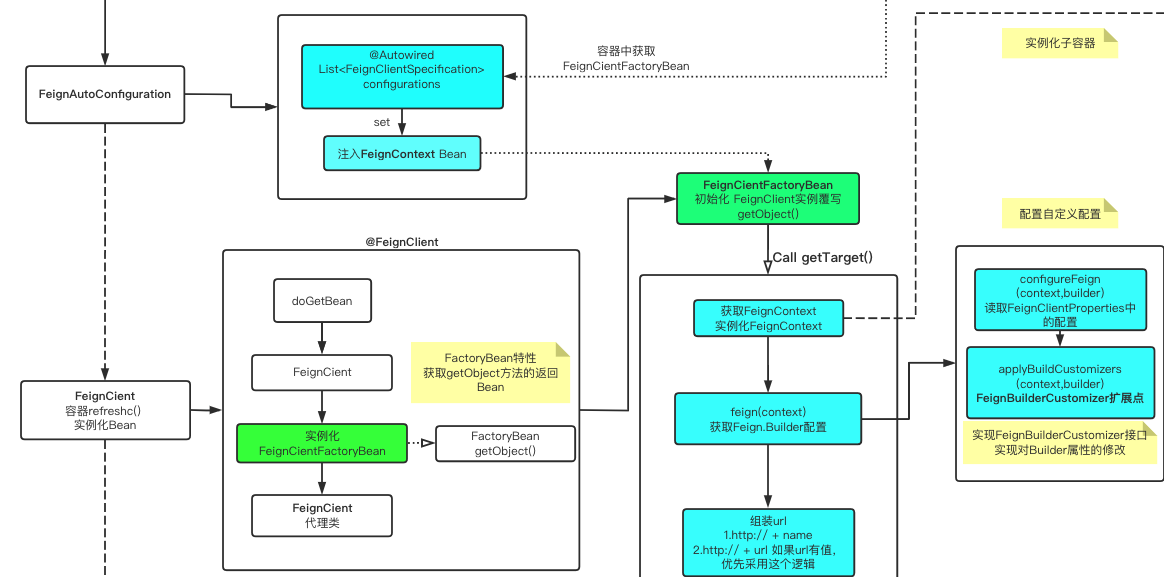 @Autowired
List<FeignClientSpecification>
configurations
容器中获取
FeignCientFactoryBean
实例化子容器
FeignAutoConfiguration
set
注入FeignContext Bean
FeignCientFactoryBean
初始化 FeignClient实例覆写
getObject()
配置自定义配置
@FeignClient
Call getTarget()
doGetBean
获取FeignContext
实例化FeignContext
configureFeign
(context,builder)
读取FeignClientProperties中
的配置
FeignCient
FactoryBean特性
获取getObject方法的返回
Bean
applyBuildCustomizers
(context,builder)
FeignBuilderCustomizer扩展点
FeignCient
容器refreshc()
实例化Bean
feign(context)
获取Feign.Builder配置
实例化
FeignCientFactoryBean
FactoryBean
getObject()
实现FeignBuilderCustomizer接口
实现对Builder属性的修改
FeignCient
代理类
组装url
1.http:// + name
2.http:// + url 如果url有值,
优先采用这个逻辑